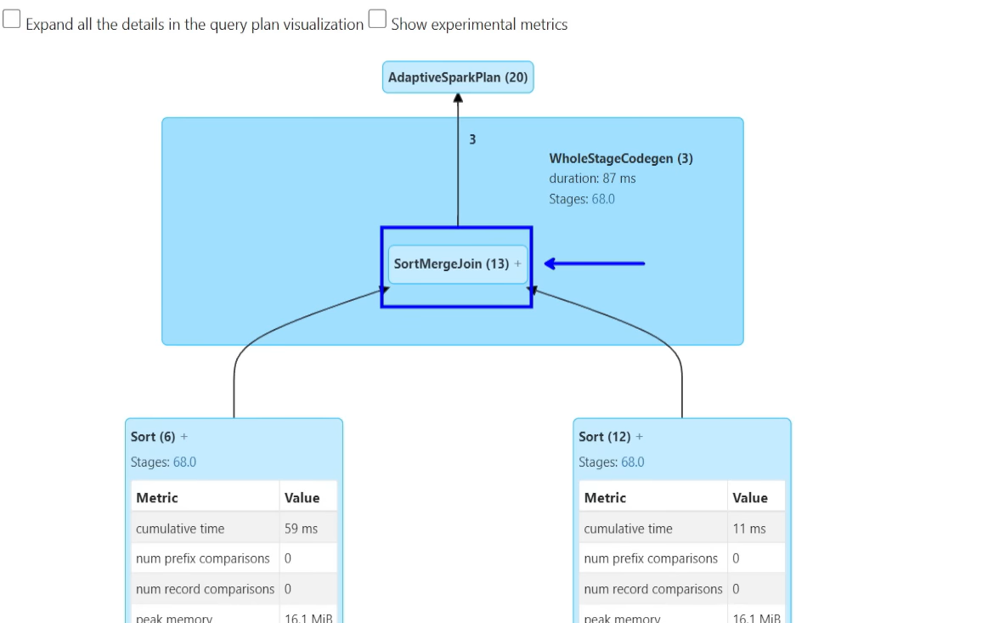 Expand all the details in the query plan visualization Show experimental metrics
AdaptiveSparkPlan (20)
3
WholeStageCodegen (3)
duration: 87 ms
Stages: 68.0
SortMergeJoin (13) +
Sort (6) +
Stages: 68.0
Metric Value
cumulative time 59 ms
num prefix comparisons 0
num record comparisons 0
peak memory 16.1 MiB
Sort (12) +
Stages: 68.0
Metric Value
cumulative time 11 ms
num prefix comparisons 0
num record comparisons 0
peak memory 16.1 MiB